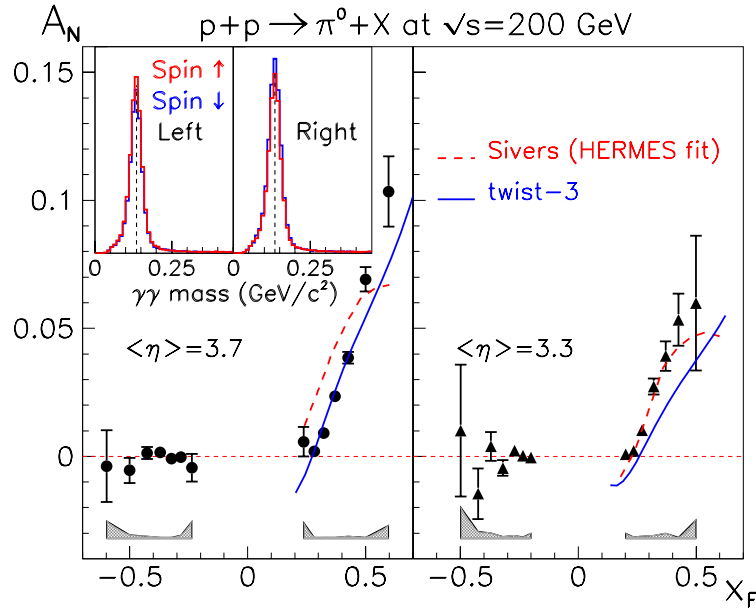 A_N
p+p → π⁰+X at √s=200 GeV
0.15
0.1
0.05
0
Spin ↑
Spin ↓
Left
Right
0
0.25
0
0.25
γγ mass (GeV/c²)
Sivers (HERMES fit)
twist−3
<η>=3.7
<η>=3.3
−0.5
0
0.5
−0.5
0
0.5
x_F